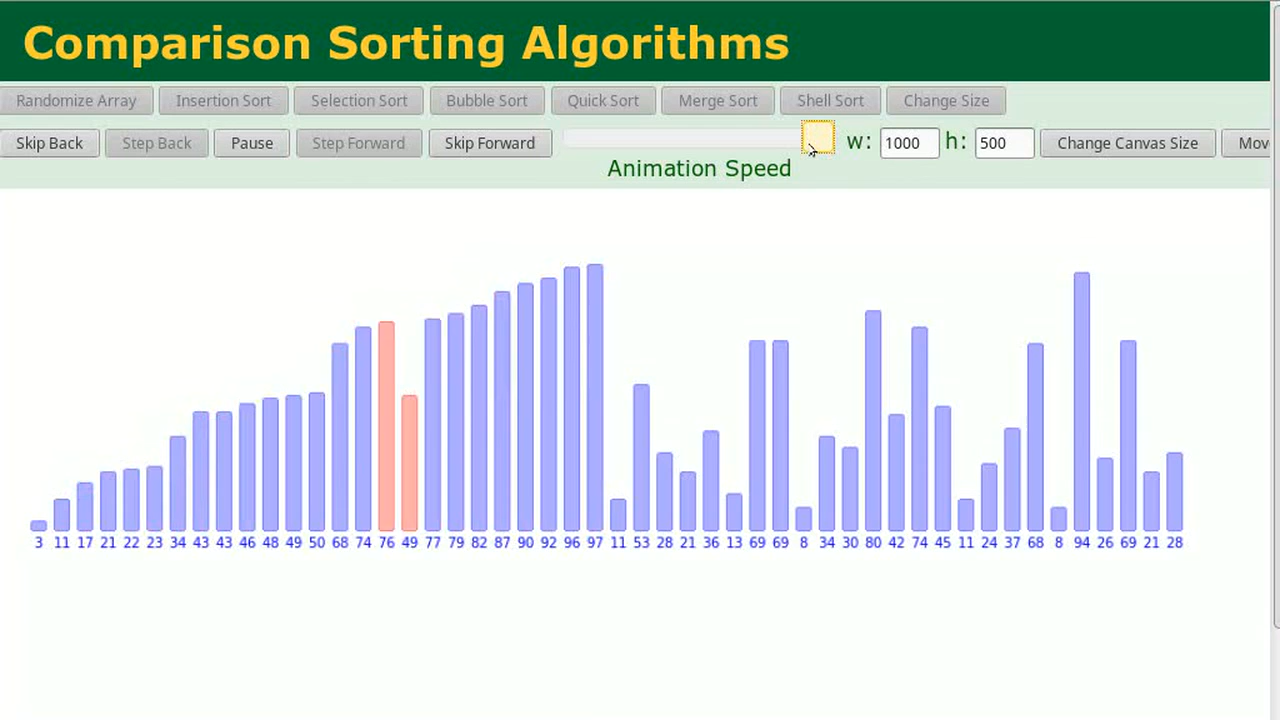 Comparison Sorting Algorithms
Randomize Array Insertion Sort Selection Sort Bubble Sort Quick Sort Merge Sort Shell Sort Change Size
Skip Back Step Back Pause Step Forward Skip Forward w: 1000 h: 500 Change Canvas Size Mov
Animation Speed
3 11 17 21 22 23 34 43 43 46 48 49 50 68 74 76 49 77 79 82 87 90 92 96 97 11 53 28 21 36 13 69 69 8 34 30 80 42 74 45 11 24 37 68 8 94 26 69 21 28